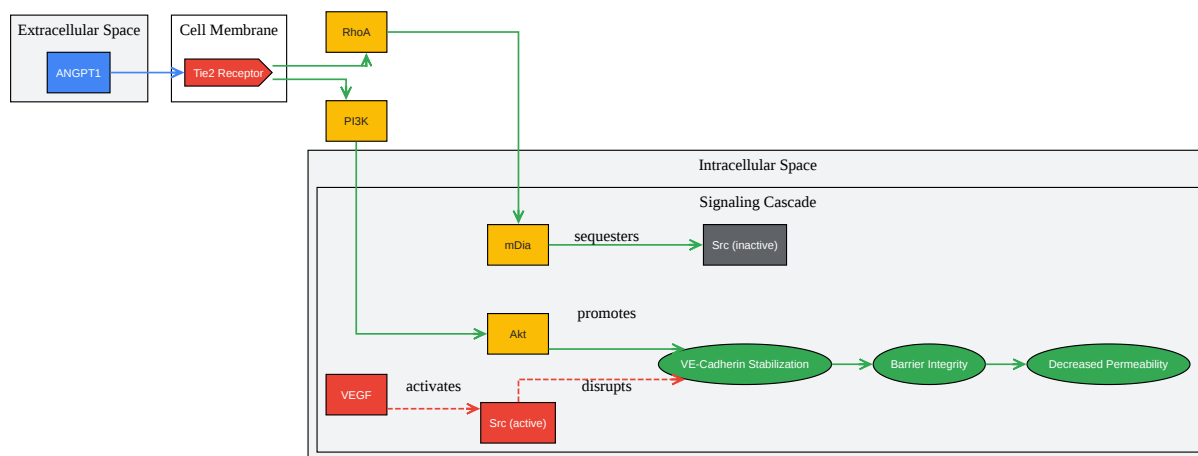 Extracellular Space
ANGPT1
Cell Membrane
Tie2 Receptor
RhoA
PI3K
Intracellular Space
Signaling Cascade
mDia
sequesters
Src (inactive)
Akt
promotes
VE-Cadherin Stabilization
Barrier Integrity
Decreased Permeability
VEGF
activates
Src (active)
disrupts